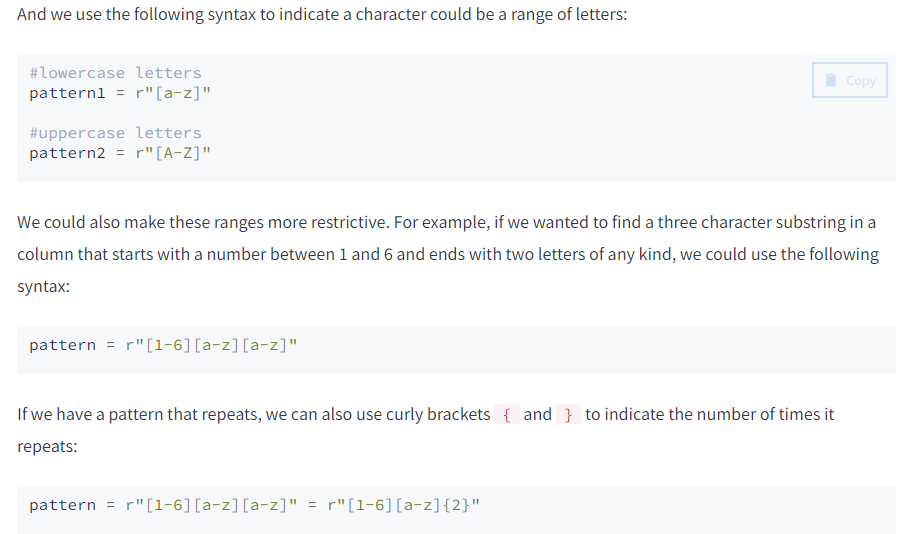 And we use the following syntax to indicate a character could be a range of letters:
#lowercase letters
Copy
pattern1 = r"[a-z]"
#uppercase letters
pattern2 = r"[A-Z]"
We could also make these ranges more restrictive. For example, if we wanted to find a three character substring in a
column that starts with a number between 1 and 6 and ends with two letters of any kind, we could use the following
syntax:
pattern = r"[1-6][a-z][a-z]"
If we have a pattern that repeats, we can also use curly brackets { and } to indicate the number of times it
repeats:
pattern = r"[1-6][a-z][a-z]" = r"[1-6][a-z]{2}"